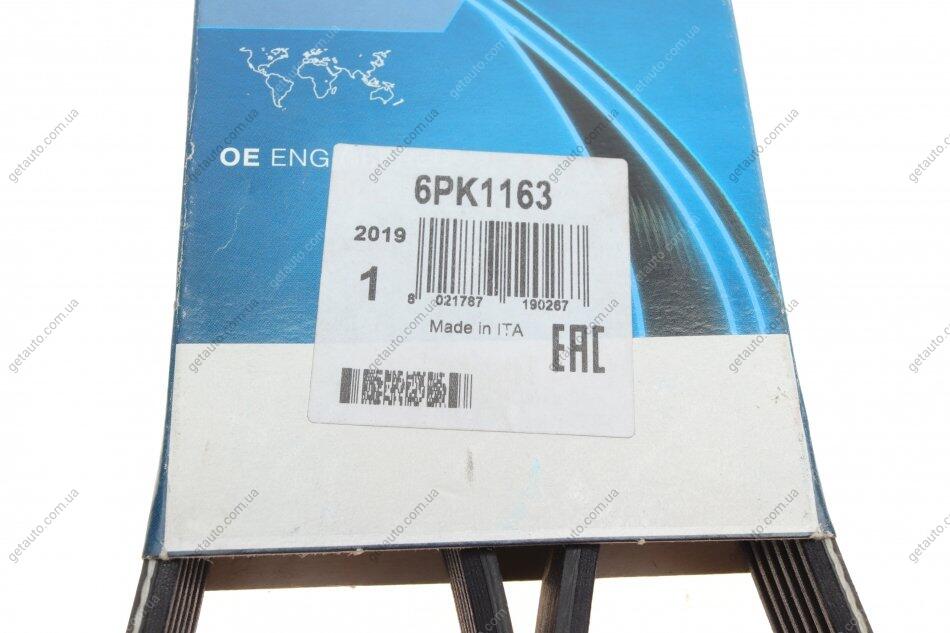 OE ENG
6PK1163
2019
1
8 021787 190267
Made in ITA
EAC
getauto.com.ua